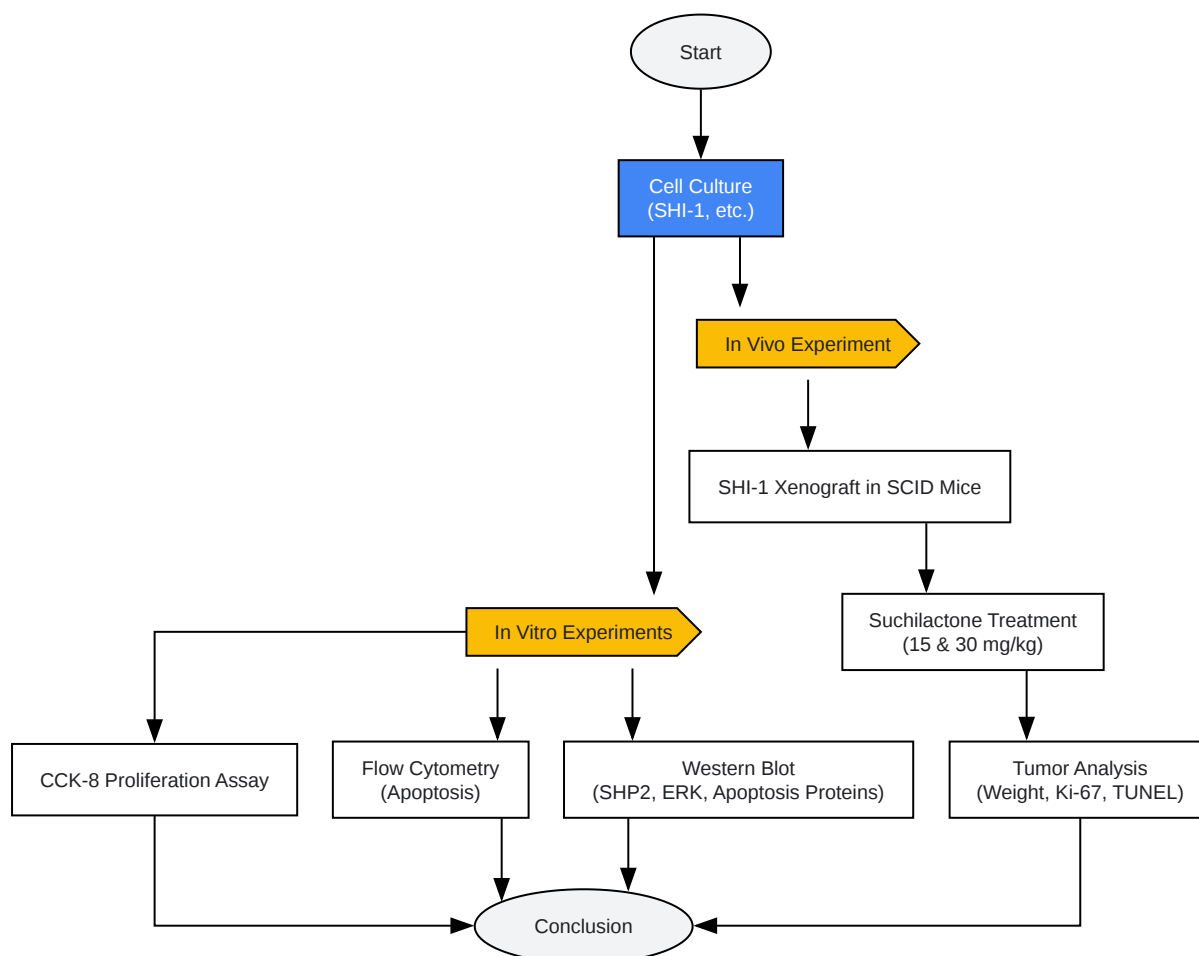 Start
Cell Culture
(SHI-1, etc.)
In Vivo Experiment
SHI-1 Xenograft in SCID Mice
Suchilactone Treatment
(15 & 30 mg/kg)
In Vitro Experiments
CCK-8 Proliferation Assay
Flow Cytometry
(Apoptosis)
Western Blot
(SHP2, ERK, Apoptosis Proteins)
Tumor Analysis
(Weight, Ki-67, TUNEL)
Conclusion